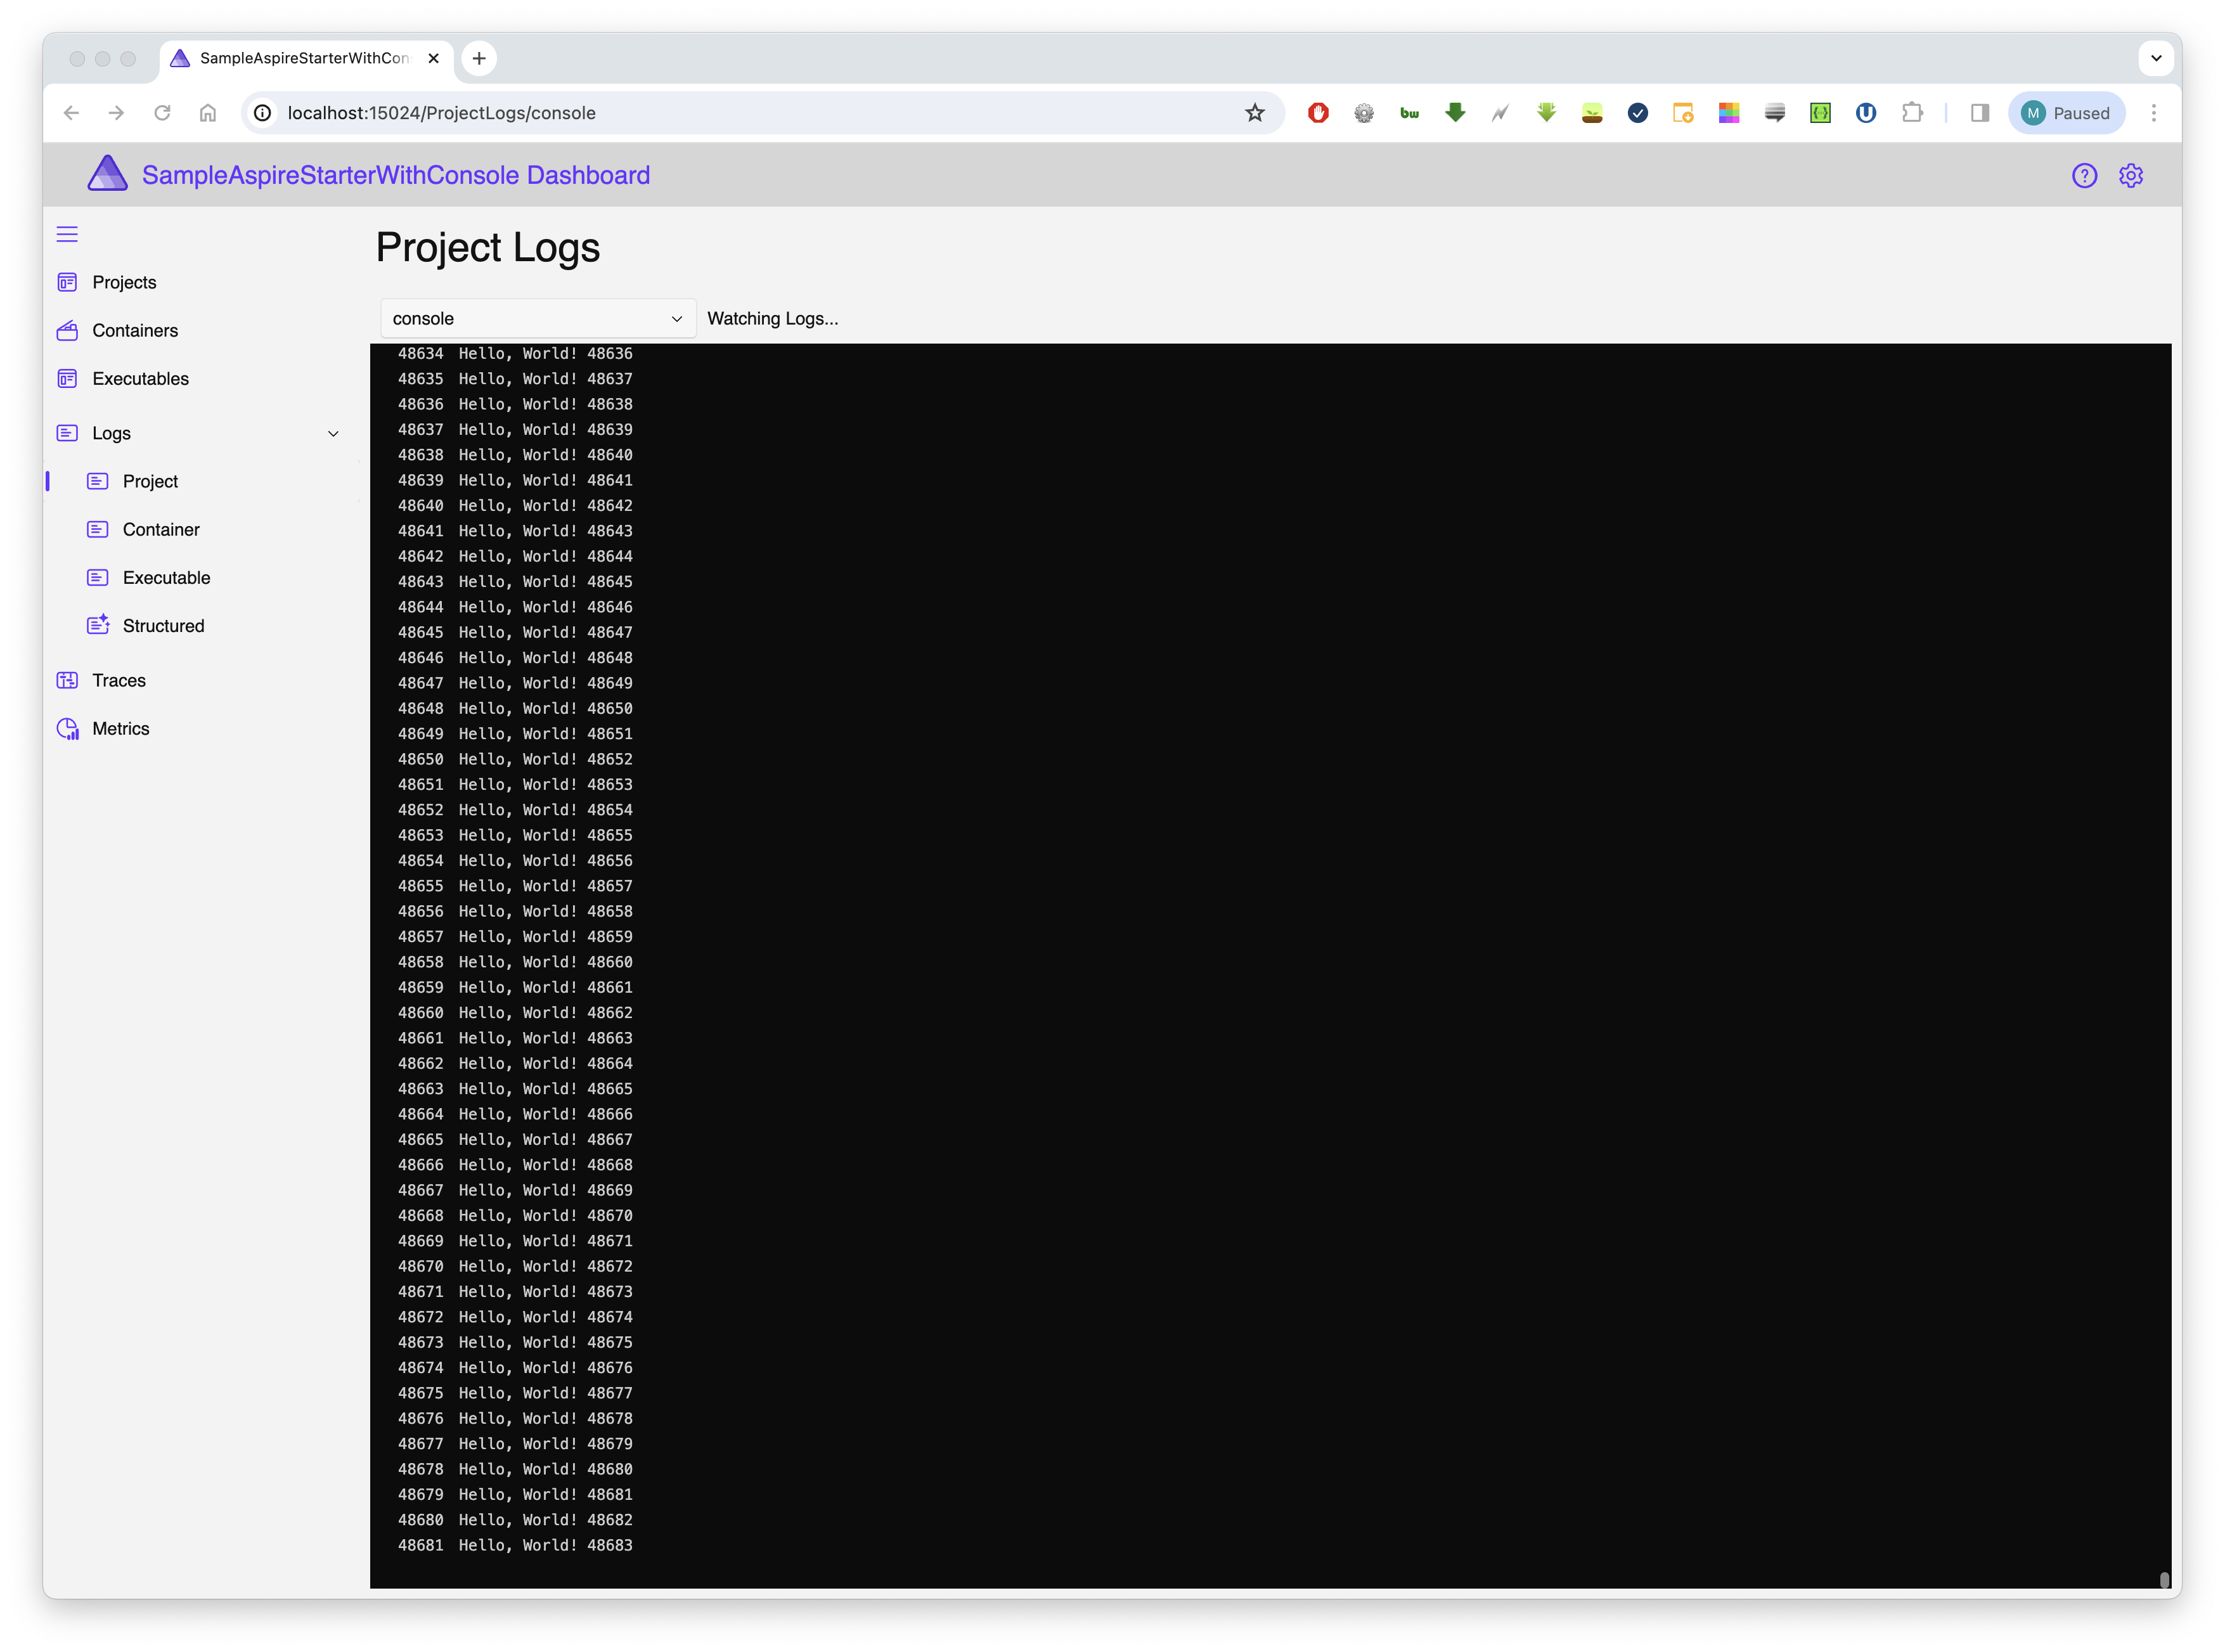 SampleAspireStarterWithCon
localhost:15024/ProjectLogs/console
bw
M Paused
SampleAspireStarterWithConsole Dashboard
Project Logs
Projects
Containers
Executables
Logs
Project
Container
Executable
Structured
Traces
Metrics
console
Watching Logs...
48634 Hello, World! 48636
48635 Hello, World! 48637
48636 Hello, World! 48638
48637 Hello, World! 48639
48638 Hello, World! 48640
48639 Hello, World! 48641
48640 Hello, World! 48642
48641 Hello, World! 48643
48642 Hello, World! 48644
48643 Hello, World! 48645
48644 Hello, World! 48646
48645 Hello, World! 48647
48646 Hello, World! 48648
48647 Hello, World! 48649
48648 Hello, World! 48650
48649 Hello, World! 48651
48650 Hello, World! 48652
48651 Hello, World! 48653
48652 Hello, World! 48654
48653 Hello, World! 48655
48654 Hello, World! 48656
48655 Hello, World! 48657
48656 Hello, World! 48658
48657 Hello, World! 48659
48658 Hello, World! 48660
48659 Hello, World! 48661
48660 Hello, World! 48662
48661 Hello, World! 48663
48662 Hello, World! 48664
48663 Hello, World! 48665
48664 Hello, World! 48666
48665 Hello, World! 48667
48666 Hello, World! 48668
48667 Hello, World! 48669
48668 Hello, World! 48670
48669 Hello, World! 48671
48670 Hello, World! 48672
48671 Hello, World! 48673
48672 Hello, World! 48674
48673 Hello, World! 48675
48674 Hello, World! 48676
48675 Hello, World! 48677
48676 Hello, World! 48678
48677 Hello, World! 48679
48678 Hello, World! 48680
48679 Hello, World! 48681
48680 Hello, World! 48682
48681 Hello, World! 48683